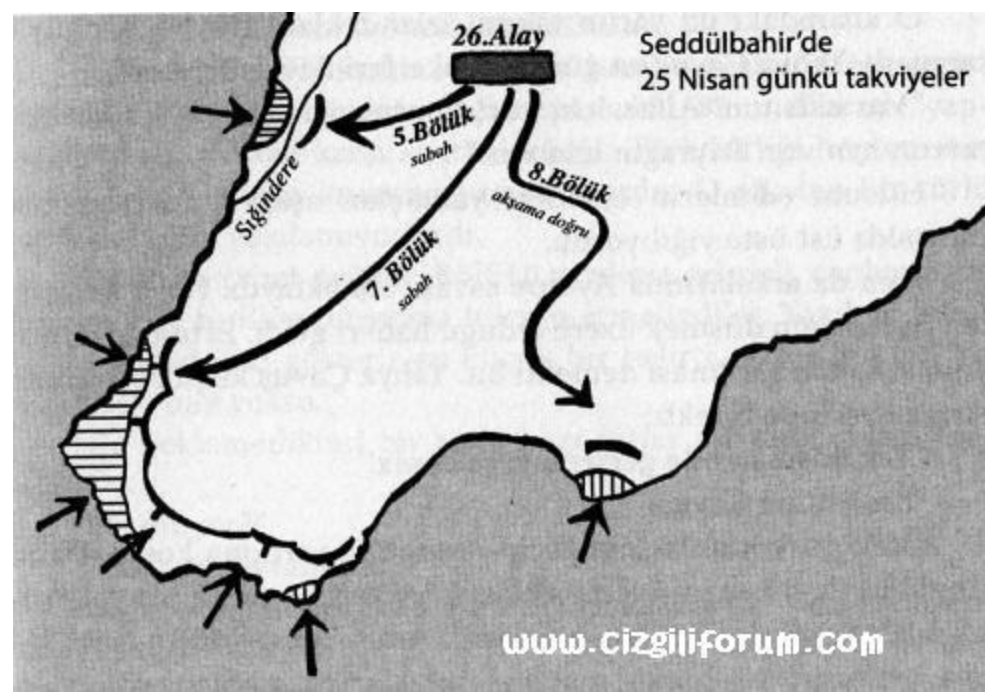 26.Alay
Seddülbahir'de
25 Nisan günkü takviyeler
5.Bölük
sabah
Sığındere
8.Bölük
akşama doğru
7.Bölük
sabah
www.cizgiliforum.com